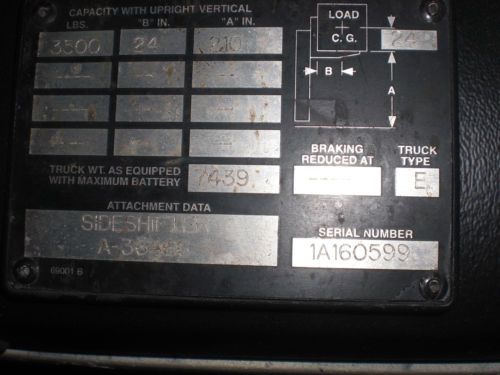 CAPACITY WITH UPRIGHT VERTICAL
LBS. "B" IN. "A" IN.
3500 24 210
LOAD
C. G.
24
B
A
TRUCK WT. AS EQUIPPED
WITH MAXIMUM BATTERY
7439
BRAKING
REDUCED AT
TRUCK
TYPE
E
ATTACHMENT DATA
SERIAL NUMBER
1A160599
69001 B